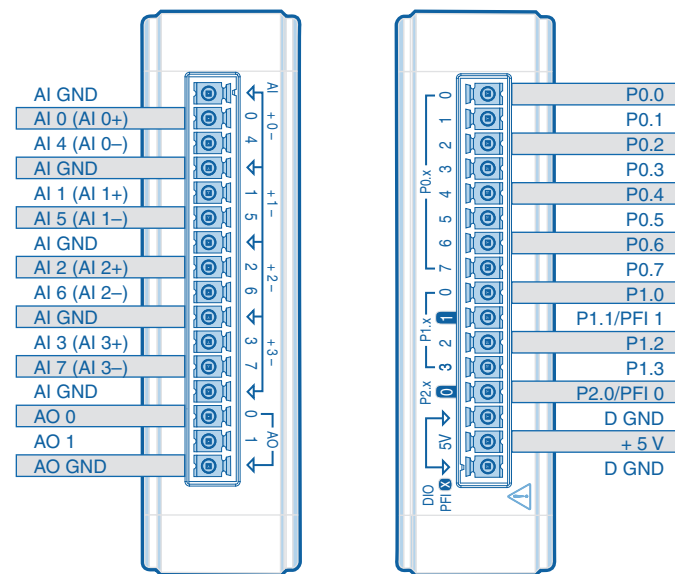 AI GND
AI 0 (AI 0+)
AI 4 (AI 0–)
AI GND
AI 1 (AI 1+)
AI 5 (AI 1–)
AI GND
AI 2 (AI 2+)
AI 6 (AI 2–)
AI GND
AI 3 (AI 3+)
AI 7 (AI 3–)
AI GND
AO 0
AO 1
AO GND
AI
0
4
1
5
2
6
3
7
0
1
+ 0 –
+ 1 –
+ 2 –
+ 3 –
AO
P0.x
P1.x
P2.x
0
1
2
3
4
5
6
7
0
1
2
3
0
5V
DIO
PFI X
P0.0
P0.1
P0.2
P0.3
P0.4
P0.5
P0.6
P0.7
P1.0
P1.1/PFI 1
P1.2
P1.3
P2.0/PFI 0
D GND
+ 5 V
D GND